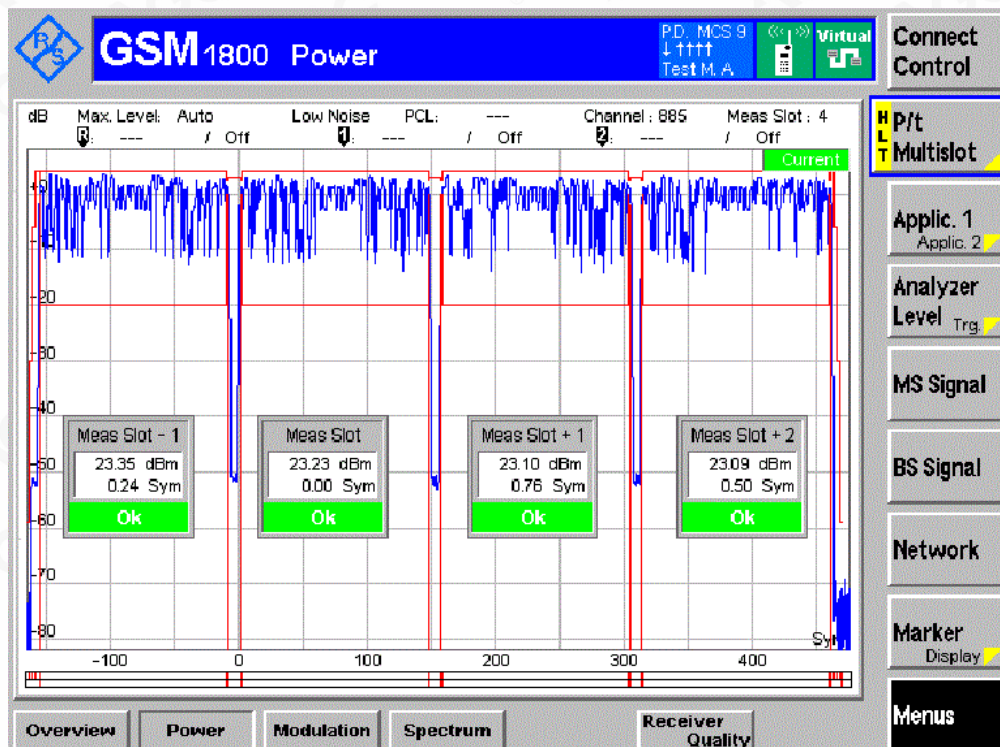 R S
GSM 1800 Power
P.D. MCS 9
↓↑↑↑↑
Test M. A.
Virtual
Connect
Control
dB Max. Level: Auto Low Noise PCL: --- Channel : 885 Meas Slot : 4
R: --- / Off 1: --- / Off 2: --- / Off
Current
HLT
P/t
Multislot
Applic. 1
Applic. 2
Analyzer
Level Trg.
MS Signal
BS Signal
Network
Marker
Display
Menus
-20
-30
-40
-50
-60
-70
-80
Meas Slot - 1
23.35 dBm
0.24 Sym
Ok
Meas Slot
23.23 dBm
0.00 Sym
Ok
Meas Slot + 1
23.10 dBm
0.76 Sym
Ok
Meas Slot + 2
23.09 dBm
0.50 Sym
Ok
-100 0 100 200 300 400
Overview Power Modulation Spectrum Receiver
Quality